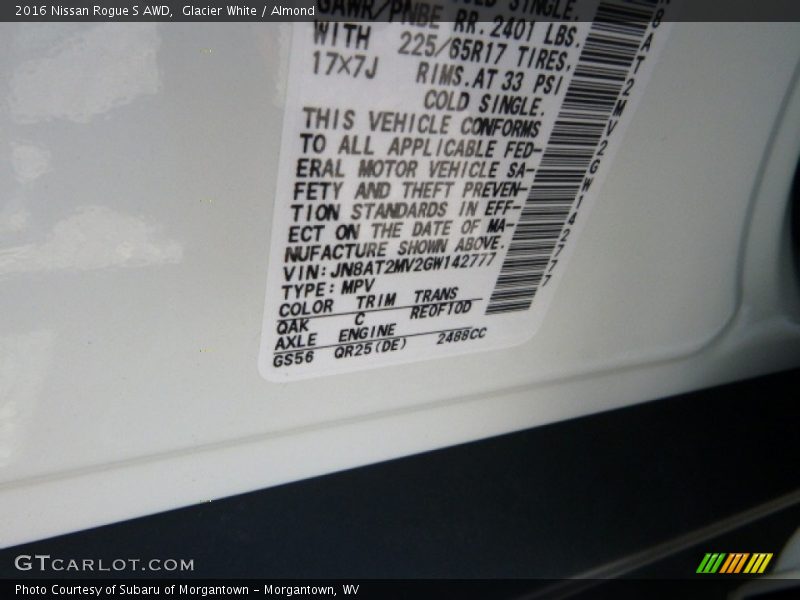 2016 Nissan Rogue S AWD, Glacier White / Almond
COLD SINGLE.
GAWR/PNBE RR. 2401 LBS.
WITH 225/65R17 TIRES.
17X7J RIMS.AT 33 PSI
COLD SINGLE.
THIS VEHICLE CONFORMS
TO ALL APPLICABLE FED-
ERAL MOTOR VEHICLE SA-
FETY AND THEFT PREVEN-
TION STANDARDS IN EFF-
ECT ON THE DATE OF MA-
NUFACTURE SHOWN ABOVE.
VIN:JN8AT2MV2GW142777
TYPE:MPV
COLOR TRIM TRANS
QAK C RE0F10D
AXLE ENGINE
GS56 QR25(DE) 2488CC
8AT2MV2GW142777
GTCARLOT.COM
Photo Courtesy of Subaru of Morgantown - Morgantown, WV